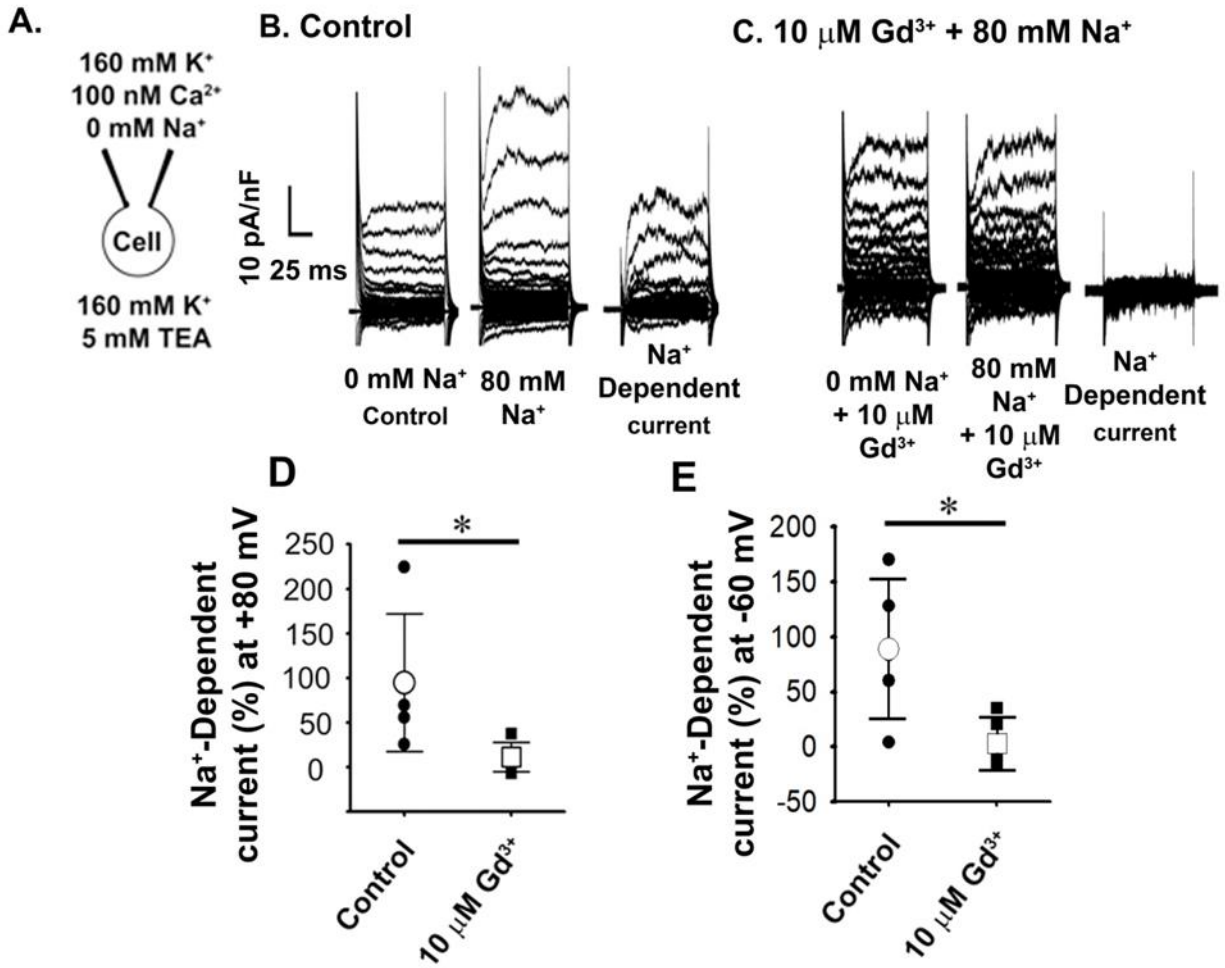 A.
160 mM K⁺
100 nM Ca²⁺
0 mM Na⁺
Cell
160 mM K⁺
5 mM TEA
B. Control
10 pA/nF
25 ms
0 mM Na⁺
Control
80 mM
Na⁺
Na⁺
Dependent
current
C. 10 μM Gd³⁺ + 80 mM Na⁺
0 mM Na⁺
+ 10 μM
Gd³⁺
80 mM
Na⁺
+ 10 μM
Gd³⁺
Na⁺
Dependent
current
D
Na⁺-Dependent
current (%) at +80 mV
250
200
150
100
50
0
*
Control
10 μM Gd³⁺
E
Na⁺-Dependent
current (%) at -60 mV
200
150
100
50
0
-50
*
Control
10 μM Gd³⁺